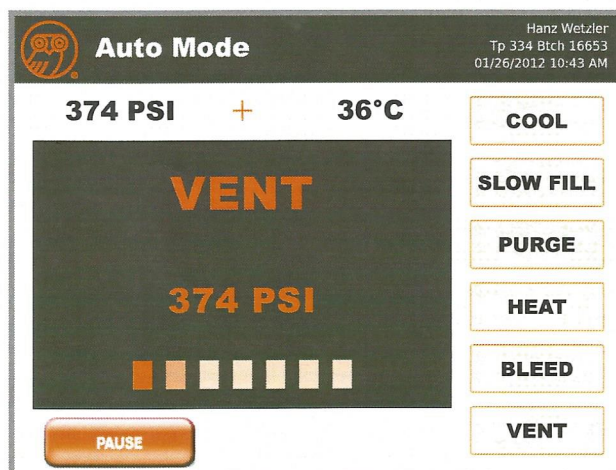 Auto Mode
Hanz Wetzler
Tp 334 Btch 16653
01/26/2012 10:43 AM
374 PSI + 36°C
VENT
374 PSI
PAUSE
COOL
SLOW FILL
PURGE
HEAT
BLEED
VENT